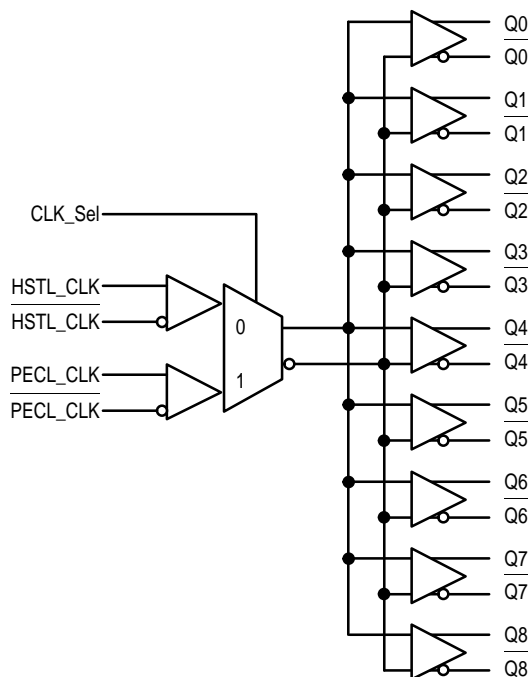 Q0
Q0
Q1
Q1
Q2
Q2
CLK_Sel
Q3
Q3
HSTL_CLK
HSTL_CLK
0
Q4
Q4
PECL_CLK
1
PECL_CLK
Q5
Q5
Q6
Q6
Q7
Q7
Q8
Q8